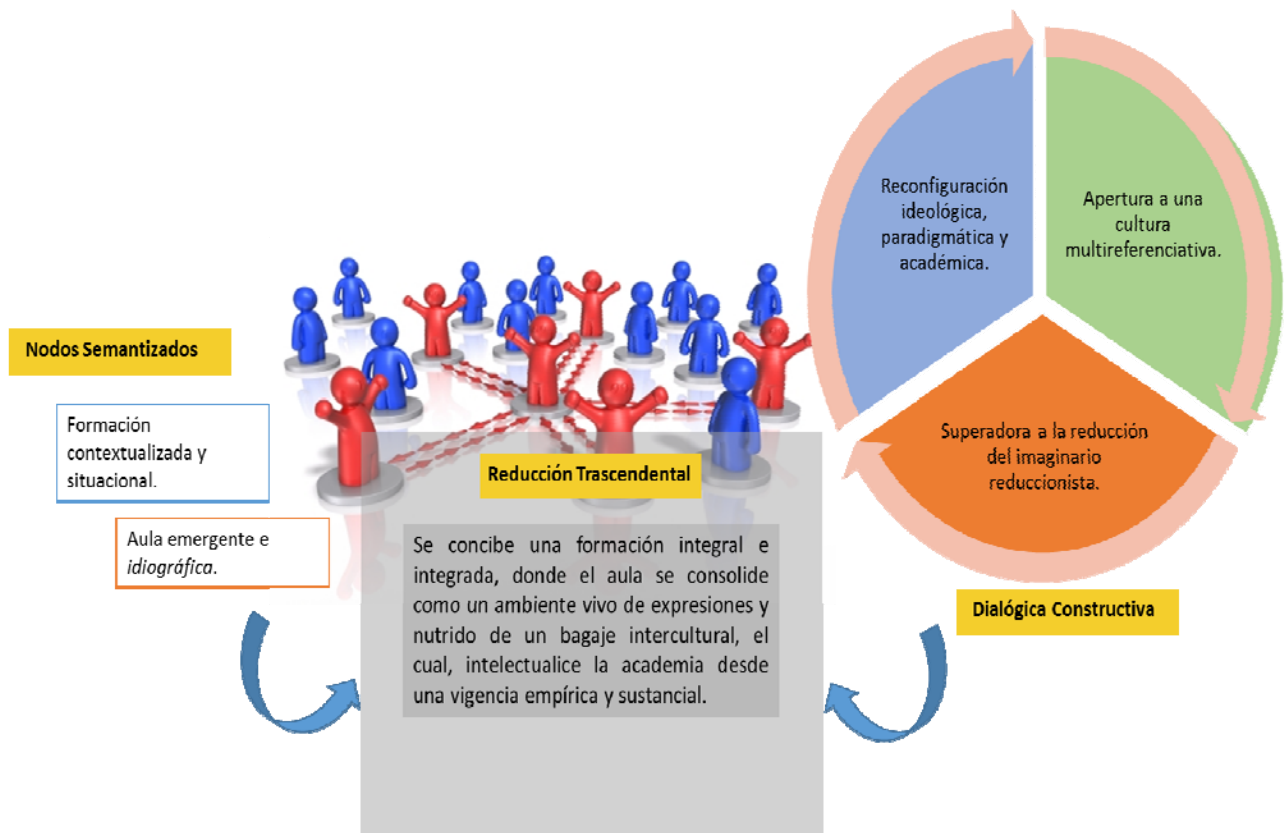 Nodos Semantizados
Formación
contextualizada y
situacional.
Aula emergente e
idiográfica.
Reducción Trascendental
Se concibe una formación integral e
integrada, donde el aula se consolide
como un ambiente vivo de expresiones y
nutrido de un bagaje intercultural, el
cual, intelectualice la academia desde
una vigencia empírica y sustancial.
Reconfiguración
ideológica,
paradigmática y
académica.
Apertura a una
cultura
multireferenciativa.
Superadora a la reducción
del imaginario
reduccionista.
Dialógica Constructiva